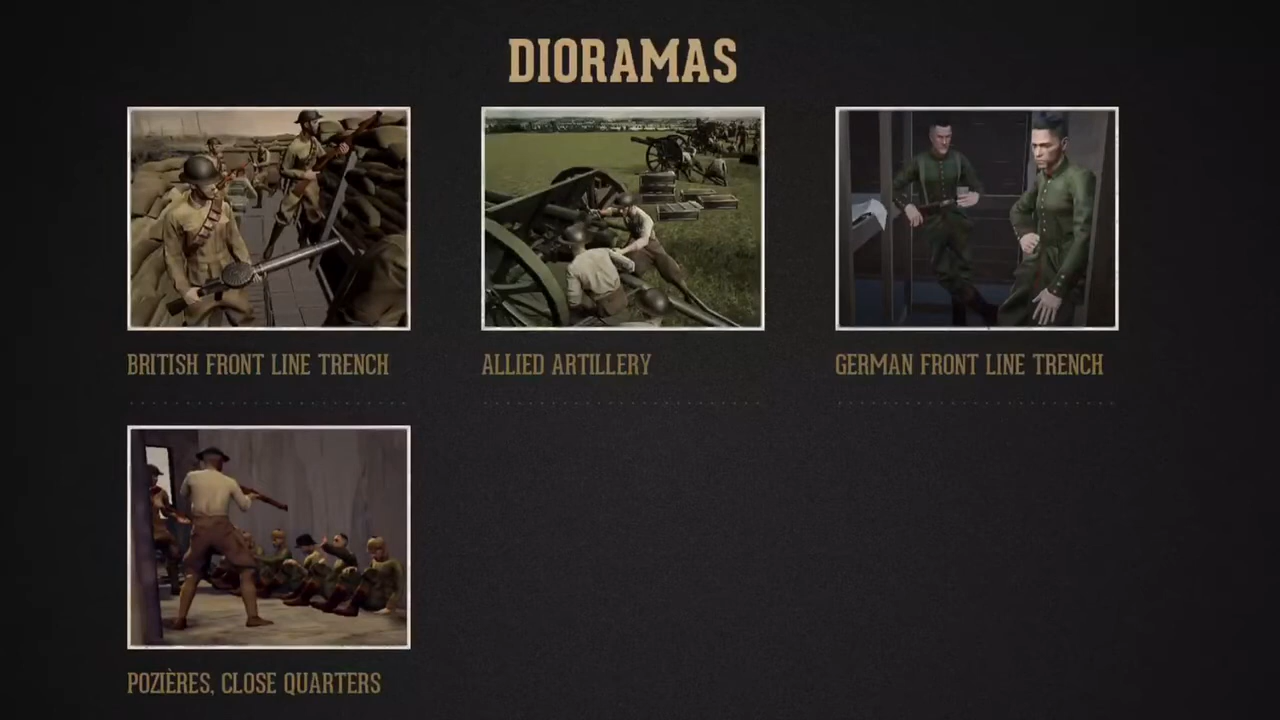 DIORAMAS
BRITISH FRONT LINE TRENCH
ALLIED ARTILLERY
GERMAN FRONT LINE TRENCH
POZIÈRES, CLOSE QUARTERS